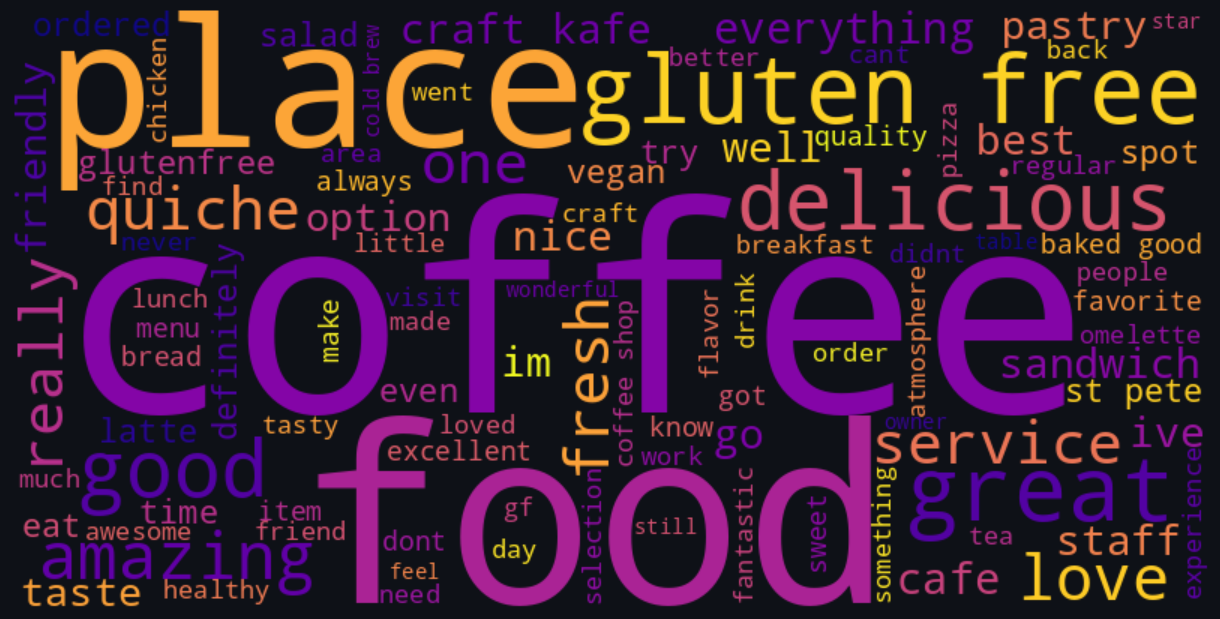 ordered
place
chicken
salad
cold brew
craft kafe
everything
pastry
star
went
better
cant
back
gluten free
friendly
glutenfree
find
area
always
one
try
vegan
well
quality
pizza
best
regular
spot
quiche
option
little
craft
nice
delicious
never
definitely
breakfast
didnt
table
baked good
coffee
really
lunch
menu
bread
make
visit
made
wonderful
im
fresh
coffee shop
flavor
drink
order
atmosphere
people
favorite
omelette
sandwich
st pete
even
got
latte
tasty
loved
excellent
know
go
work
owner
service
ive
much
good
food
great
experience
eat
awesome
time
item
friend
amazing
dont
gf
day
feel
need
selection
still
fantastic
sweet
something
tea
staff
cafe
love
taste
healthy